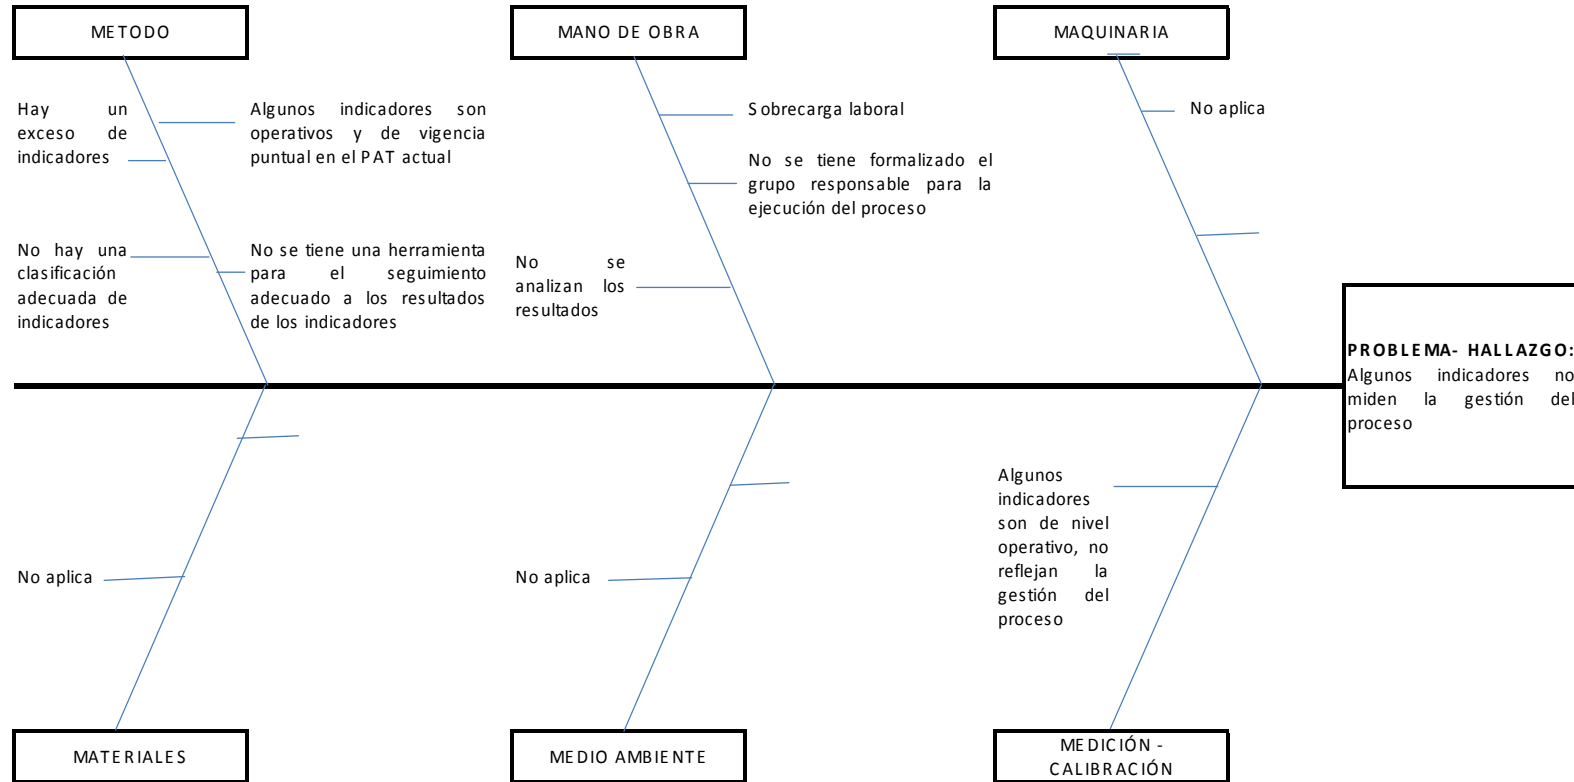 METODO
MANO DE OBRA
MAQUINARIA
Hay un
exceso de
indicadores
Algunos indicadores son
operativos y de vigencia
puntual en el PAT actual
Sobrecarga laboral
No aplica
No se tiene formalizado el
grupo responsable para la
ejecución del proceso
No hay una
clasificación
adecuada de
indicadores
No se tiene una herramienta
para el seguimiento
adecuado a los resultados
de los indicadores
No se
analizan los
resultados
PROBLEMA- HALLAZGO:
Algunos indicadores no
miden la gestión del
proceso
No aplica
No aplica
Algunos
indicadores
son de nivel
operativo, no
reflejan la
gestión del
proceso
MATERIALES
MEDIO AMBIENTE
MEDICIÓN -
CALIBRACIÓN